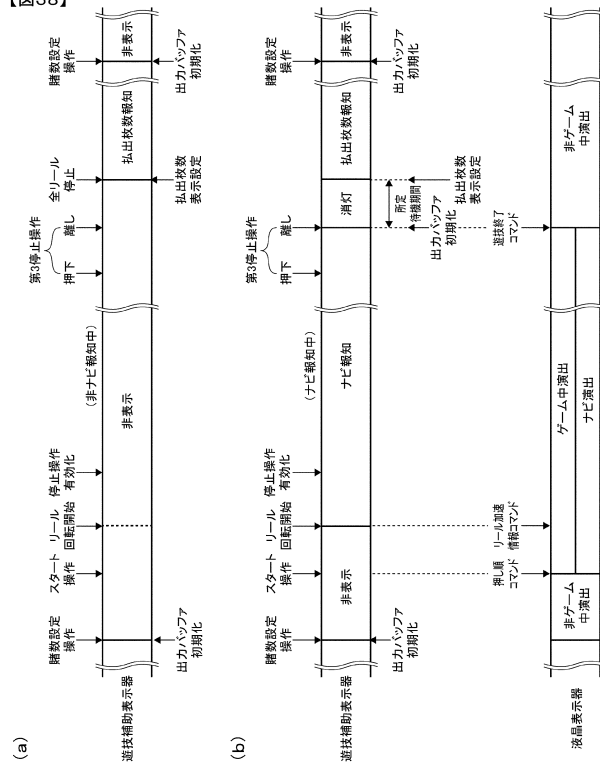 【図38】
(a)
賭数設定
操作
スタート
操作
リール
回転開始
停止操作
有効化
(非ナビ報知中)
第3停止操作
押下
離し
全リール
停止
賭数設定
操作
遊技補助表示器
非表示
払出枚数報知
非表示
出力バッファ
初期化
払出枚数
表示設定
出力バッファ
初期化
(b)
賭数設定
操作
スタート
操作
リール
回転開始
停止操作
有効化
(ナビ報知中)
第3停止操作
押下
離し
賭数設定
操作
遊技補助表示器
非表示
ナビ報知
消灯
払出枚数報知
非表示
出力バッファ
初期化
所定
待機期間
出力バッファ
初期化
払出枚数
表示設定
出力バッファ
初期化
押し順
コマンド
リール加速
情報コマンド
遊技終了
コマンド
液晶表示器
非ゲーム
中演出
ゲーム中演出
ナビ演出
非ゲーム
中演出